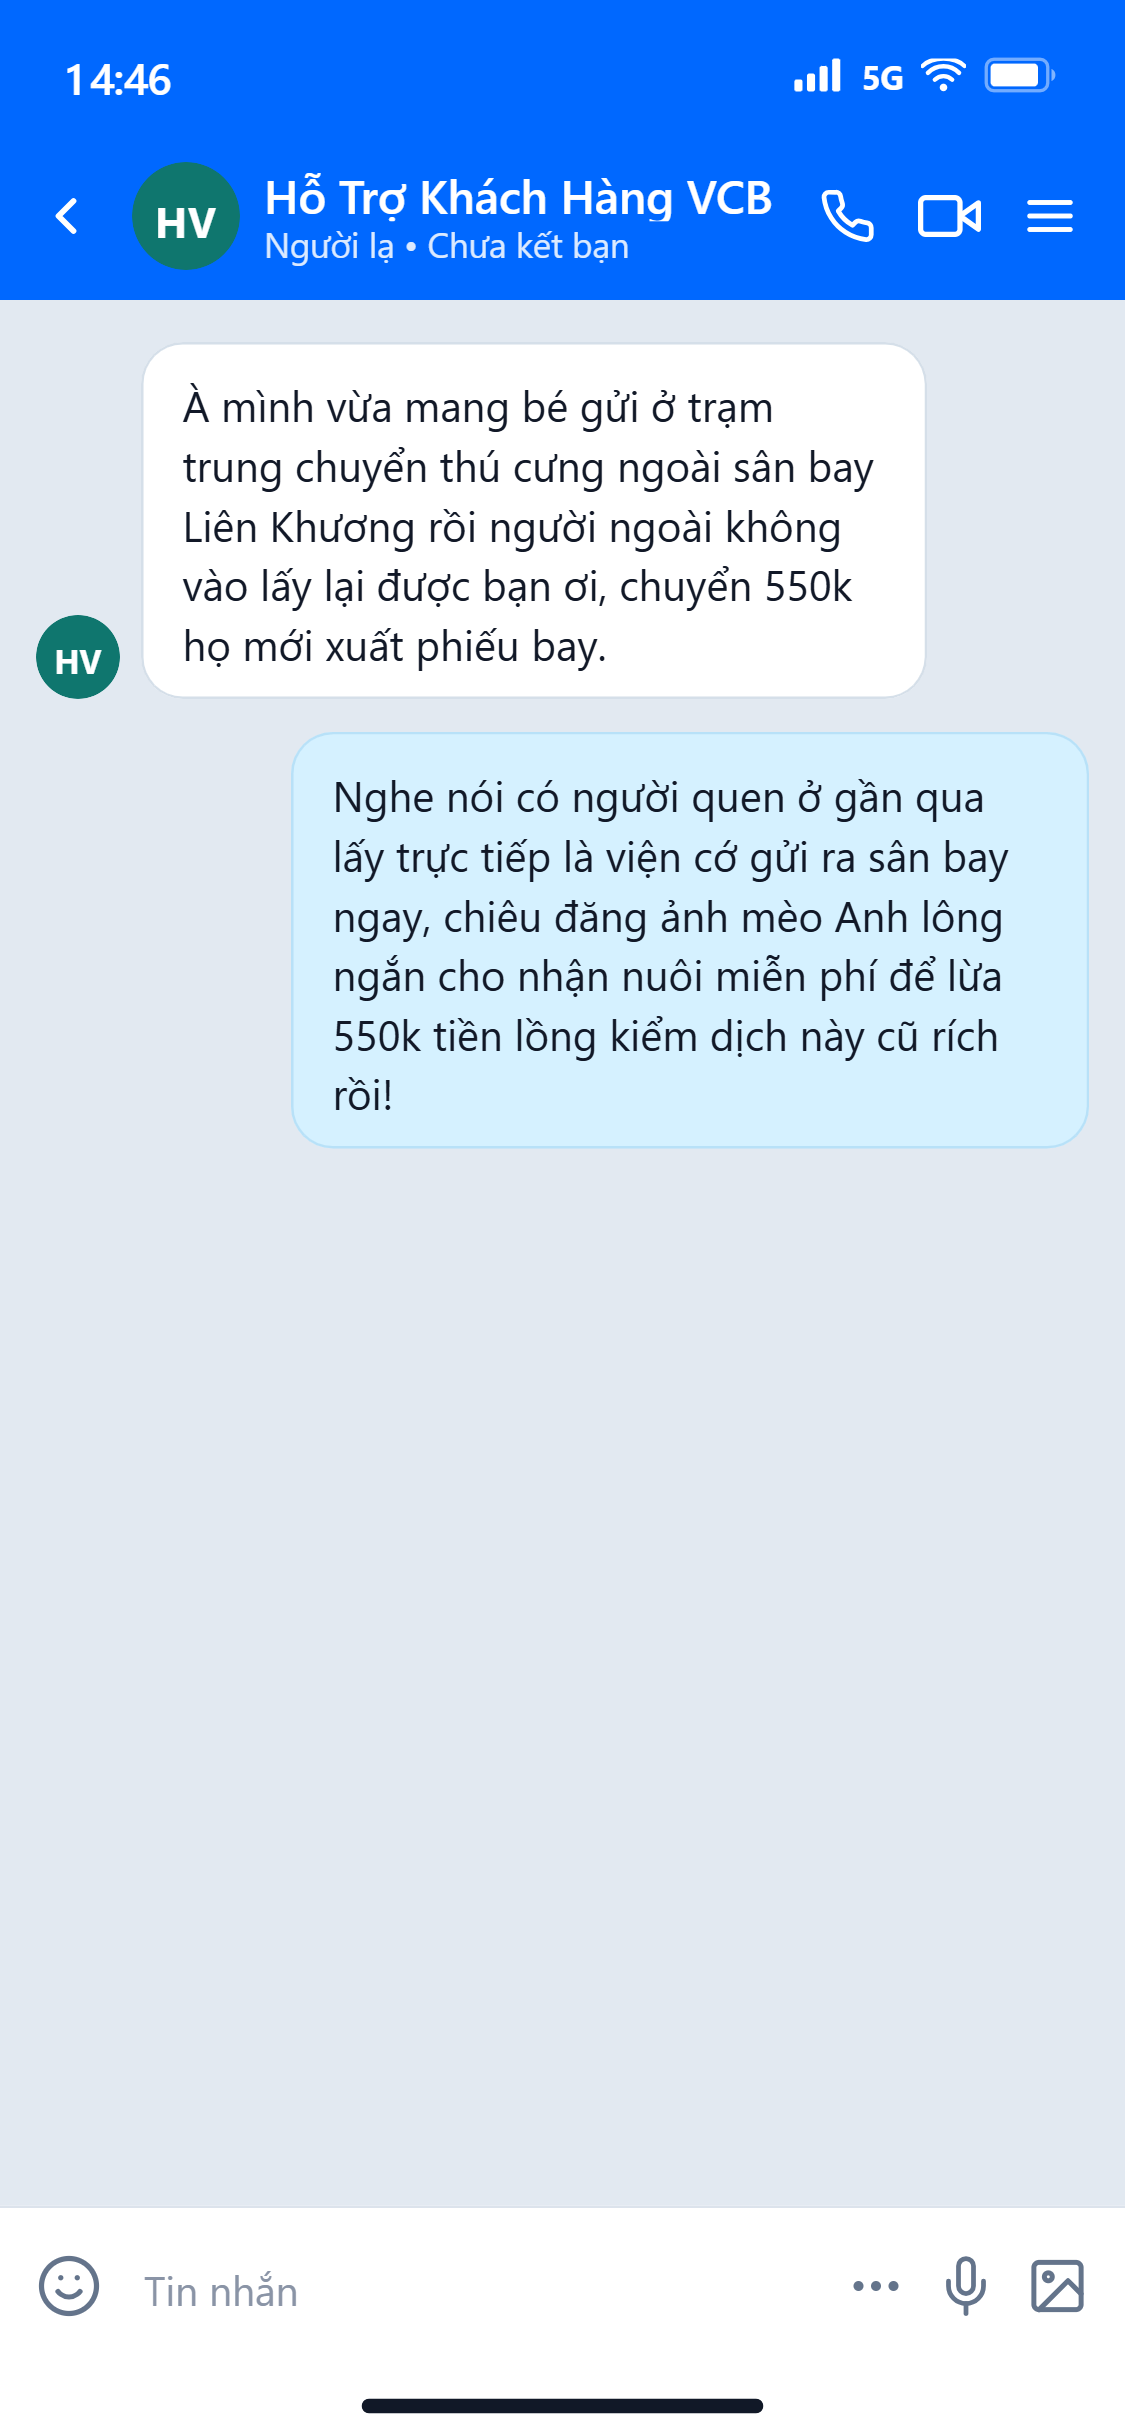 14:46
5G
HV
Hỗ Trợ Khách Hàng VCB
Người lạ • Chưa kết bạn
À mình vừa mang bé gửi ở trạm
trung chuyển thú cưng ngoài sân bay
Liên Khương rồi người ngoài không
vào lấy lại được bạn ơi, chuyển 550k
họ mới xuất phiếu bay.
HV
Nghe nói có người quen ở gần qua
lấy trực tiếp là viện cớ gửi ra sân bay
ngay, chiêu đăng ảnh mèo Anh lông
ngắn cho nhận nuôi miễn phí để lừa
550k tiền lồng kiểm dịch này cũ rích
rồi!
Tin nhắn